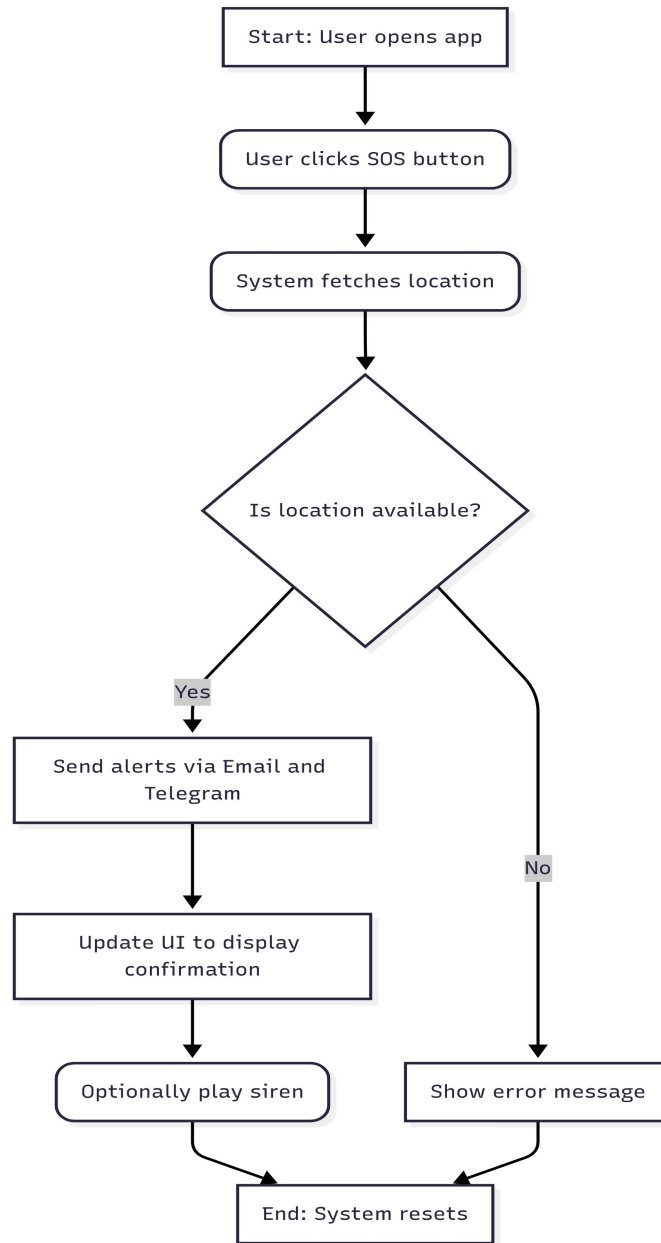 Start: User opens app
User clicks SOS button
System fetches location
Is location available?
Yes
Send alerts via Email and
Telegram
No
Update UI to display
confirmation
Optionally play siren
Show error message
End: System resets